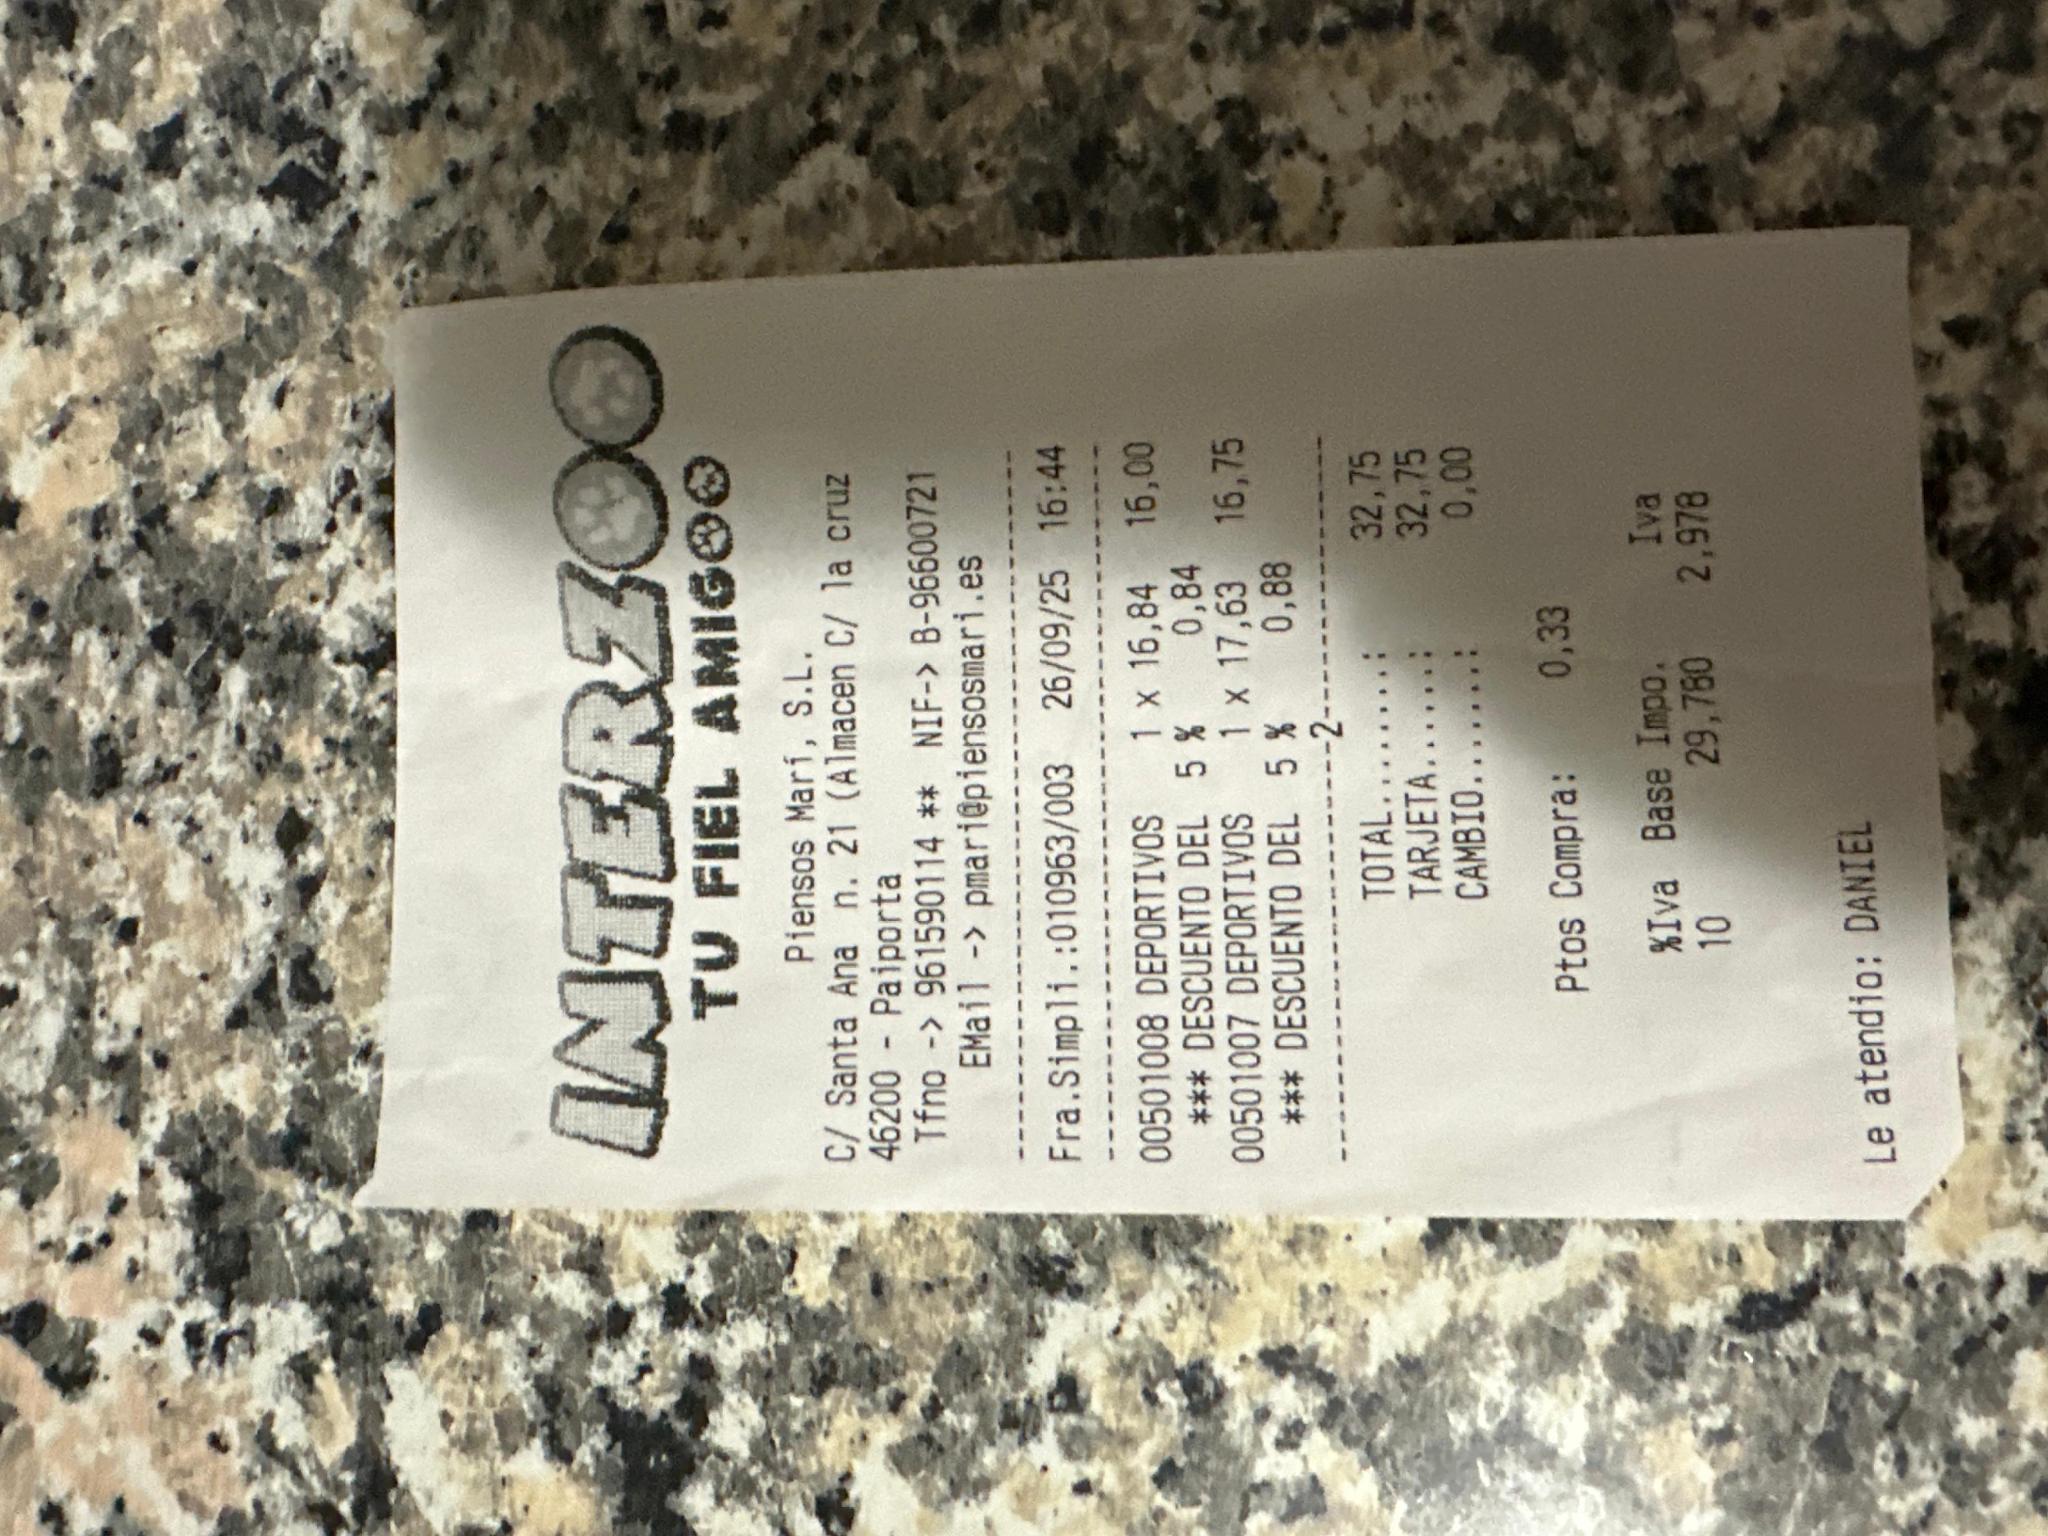 INTERZOO
TU FIEL AMIGOO
Piensos Marí, S.L.
C/ Santa Ana n. 21 (Almacen C/ la cruz
46200 - Paiporta
Tfno -> 961590114 ** NIF-> B-96600721
EMail -> pmari@piensosmari.es
--------------------------------------
Fra.Simpli.:010963/003 26/09/25 16:44
--------------------------------------
00501008 DEPORTIVOS 1 x 16,84 16,00
*** DESCUENTO DEL 5 % 0,84
00501007 DEPORTIVOS 1 x 17,63 16,75
*** DESCUENTO DEL 5 % 0,88
----------------------2---------------
TOTAL........: 32,75
TARJETA......: 32,75
CAMBIO.......: 0,00
Ptos Compra: 0,33
%Iva Base Impo. Iva
10 29,780 2,978
Le atendio: DANIEL